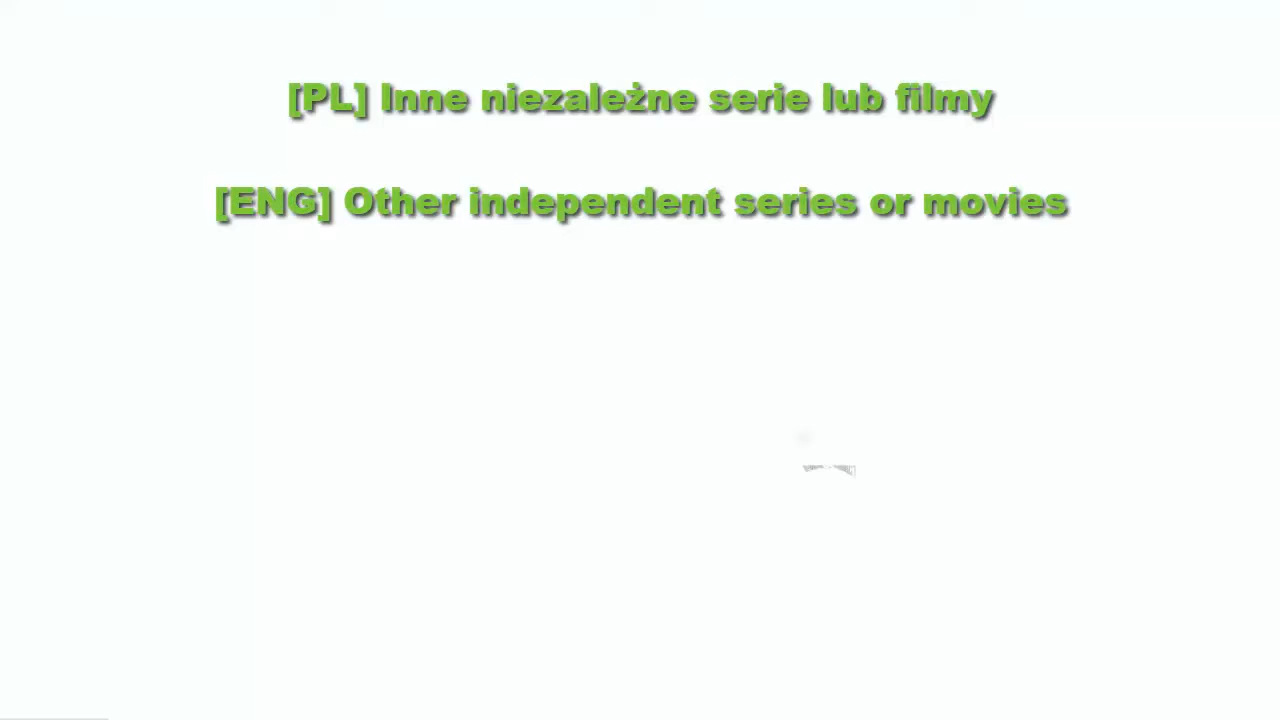 [PL] Inne niezależne serie lub filmy
[ENG] Other independent series or movies